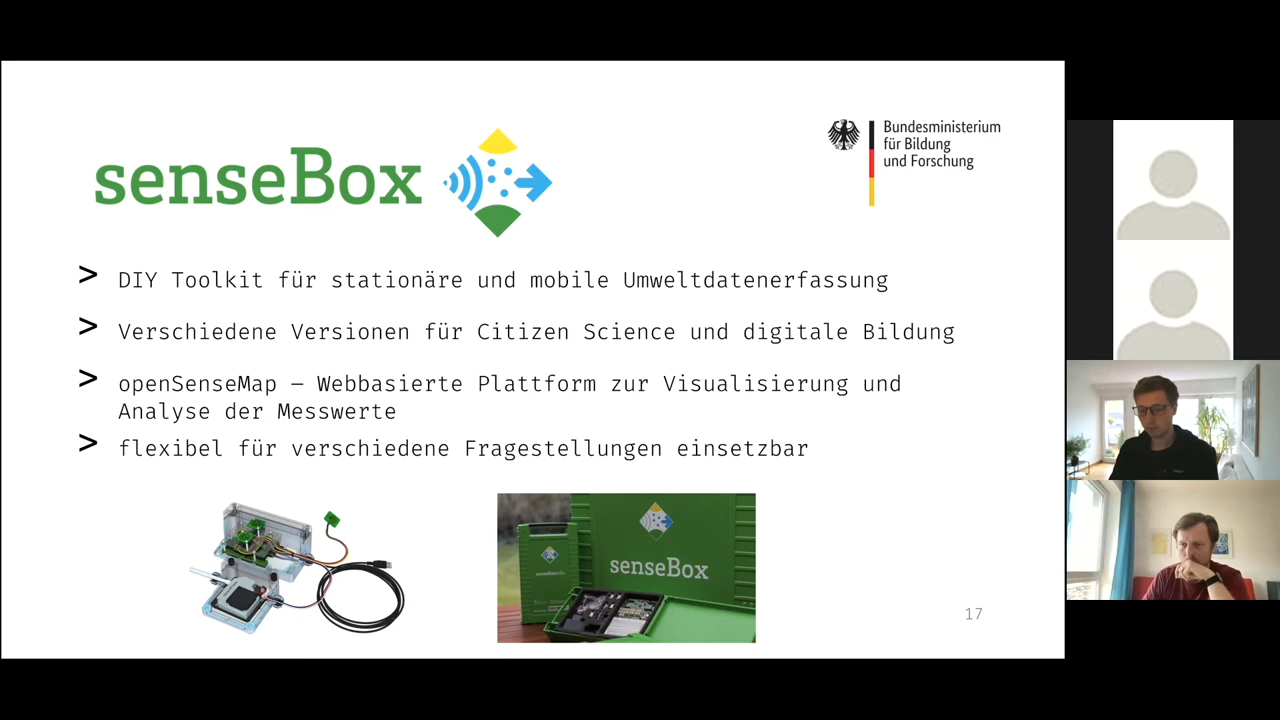 senseBox
Bundesministerium
für Bildung
und Forschung
> DIY Toolkit für stationäre und mobile Umweltdatenerfassung
> Verschiedene Versionen für Citizen Science und digitale Bildung
> openSenseMap – Webbasierte Plattform zur Visualisierung und
Analyse der Messwerte
> flexibel für verschiedene Fragestellungen einsetzbar
senseBox
17